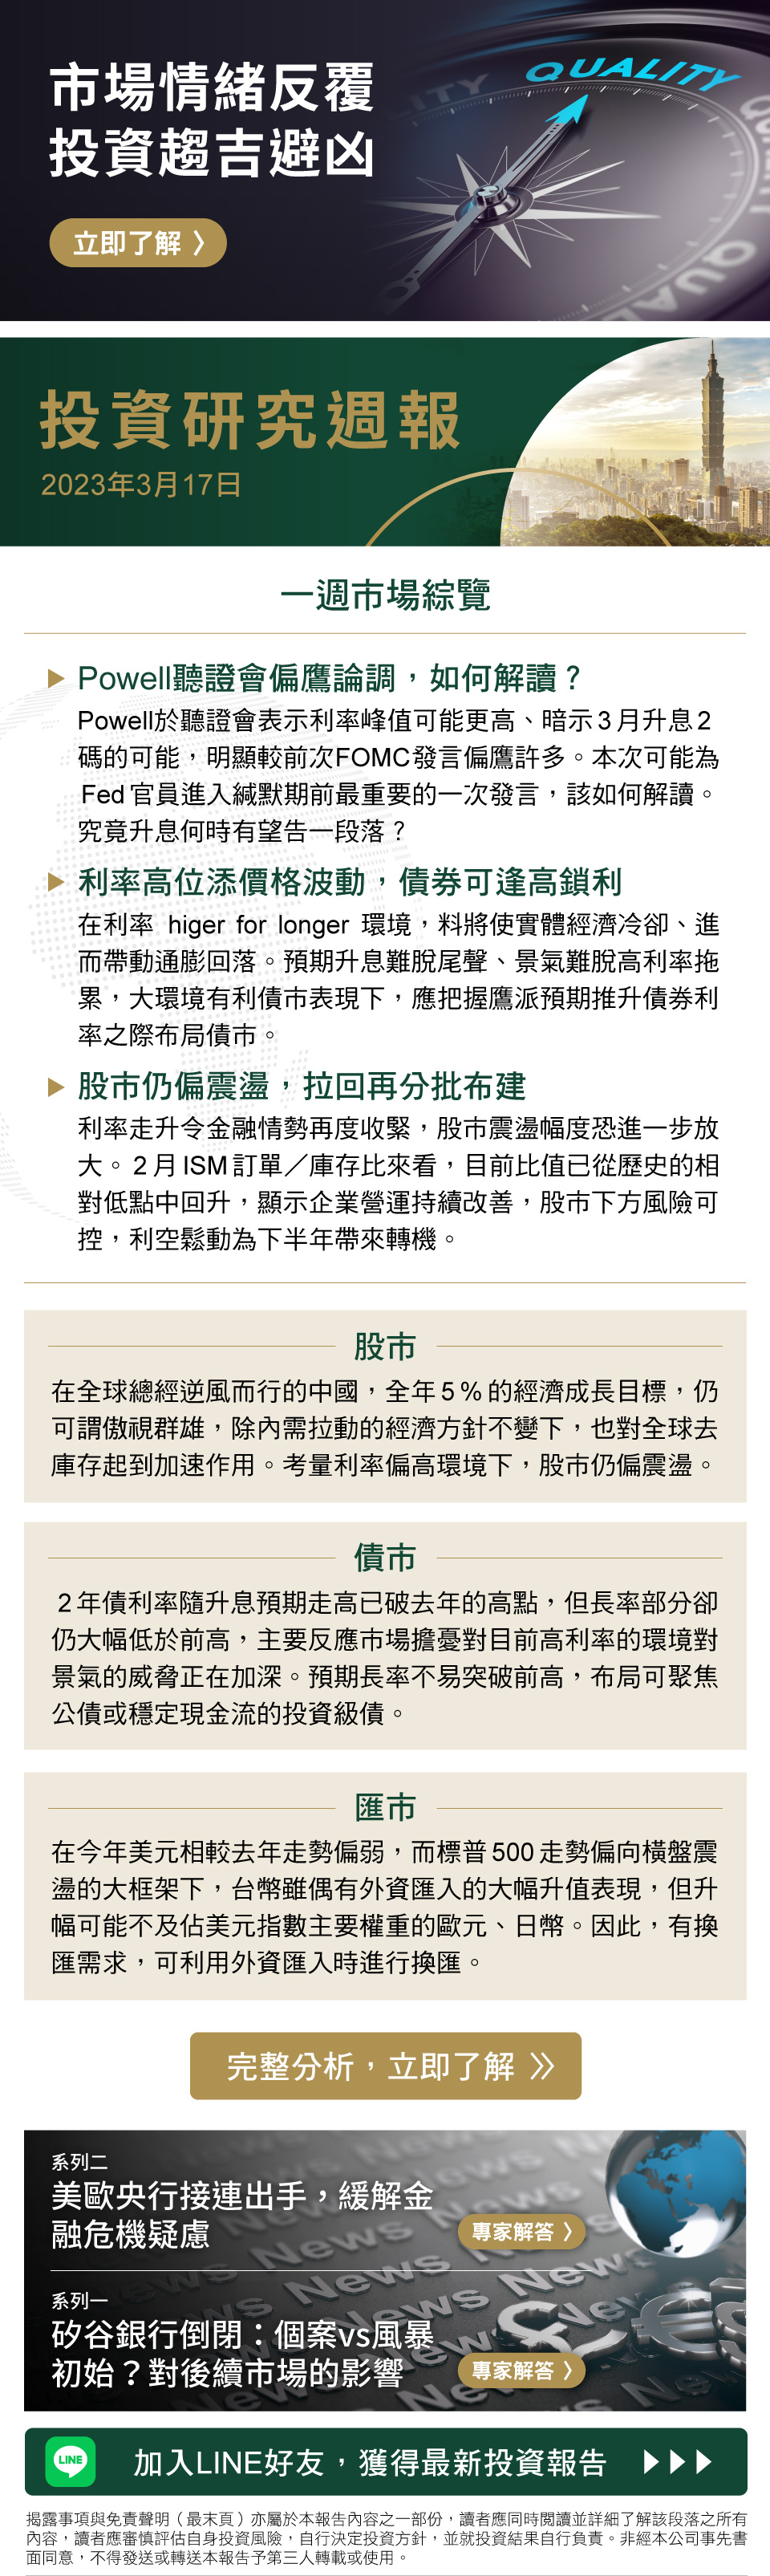 市場情緒反覆
投資趨吉避凶
立即了解 〉
QUALITY
投資研究週報
2023年3月17日
一週市場綜覽
Powell聽證會偏鷹論調，如何解讀？
Powell於聽證會表示利率峰值可能更高、暗示3月升息2
碼的可能，明顯較前次FOMC發言偏鷹許多。本次可能為
Fed官員進入緘默期前最重要的一次發言，該如何解讀。
究竟升息何時有望告一段落？
利率高位添價格波動，債券可逢高鎖利
在利率 higer for longer 環境，料將使實體經濟冷卻、進
而帶動通膨回落。預期升息難脫尾聲、景氣難脫高利率拖
累，大環境有利債市表現下，應把握鷹派預期推升債券利
率之際布局債市。
股市仍偏震盪，拉回再分批布建
利率走升令金融情勢再度收緊，股市震盪幅度恐進一步放
大。2月ISM訂單／庫存比來看，目前比值已從歷史的相
對低點中回升，顯示企業營運持續改善，股市下方風險可
控，利空鬆動為下半年帶來轉機。
股市
在全球總經逆風而行的中國，全年5%的經濟成長目標，仍
可謂傲視群雄，除內需拉動的經濟方針不變下，也對全球去
庫存起到加速作用。考量利率偏高環境下，股市仍偏震盪。
債市
2年債利率隨升息預期走高已破去年的高點，但長率部分卻
仍大幅低於前高，主要反應市場擔憂對目前高利率的環境對
景氣的威脅正在加深。預期長率不易突破前高，布局可聚焦
公債或穩定現金流的投資級債。
匯市
在今年美元相較去年走勢偏弱，而標普500走勢偏向橫盤震
盪的大框架下，台幣雖偶有外資匯入的大幅升值表現，但升
幅可能不及佔美元指數主要權重的歐元、日幣。因此，有換
匯需求，可利用外資匯入時進行換匯。
完整分析，立即了解 》
系列二
美歐央行接連出手，緩解金
融危機疑慮
專家解答 〉
系列一
矽谷銀行倒閉：個案vs風暴
初始？對後續市場的影響
專家解答 〉
LINE
加入LINE好友，獲得最新投資報告
揭露事項與免責聲明（最末頁）亦屬於本報告內容之一部份，讀者應同時閱讀並詳細了解該段落之所有
內容，讀者應審慎評估自身投資風險，自行決定投資方針，並就投資結果自行負責。非經本公司事先書
面同意，不得發送或轉送本報告予第三人轉載或使用。